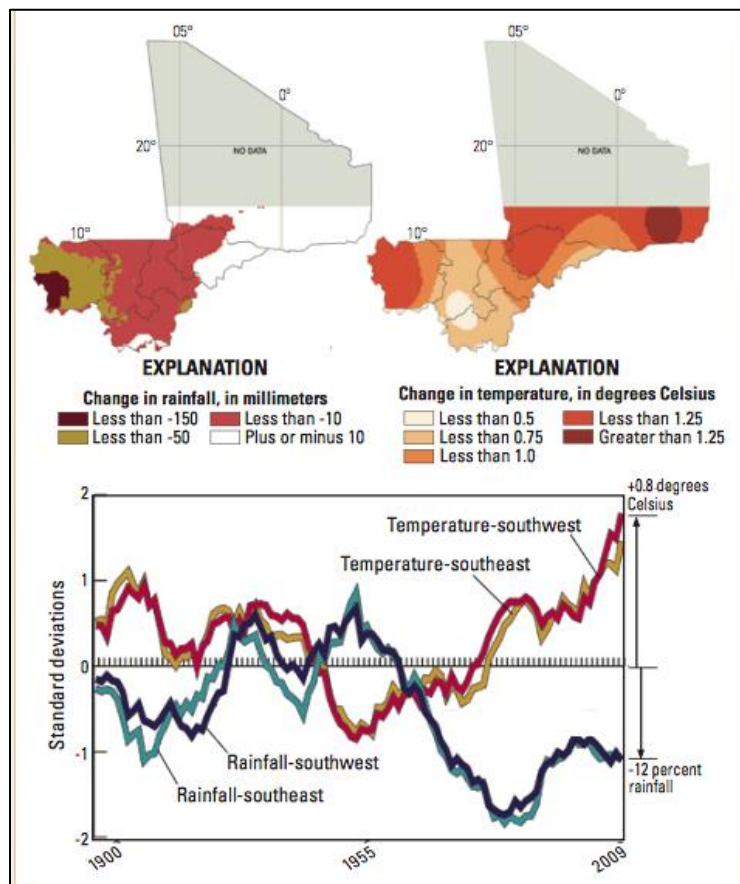 05°
0°
20°
NO DATA
10°
05°
0°
20°
NO DATA
10°
EXPLANATION
Change in rainfall, in millimeters
Less than -150
Less than -10
Less than -50
Plus or minus 10
EXPLANATION
Change in temperature, in degrees Celsius
Less than 0.5
Less than 1.25
Less than 0.75
Greater than 1.25
Less than 1.0
+0.8 degrees
Celsius
2
Temperature-southwest
Temperature-southeast
1
Standard deviations
0
Rainfall-southwest
-1
-12 percent
rainfall
Rainfall-southeast
-2
1900
1955
2009